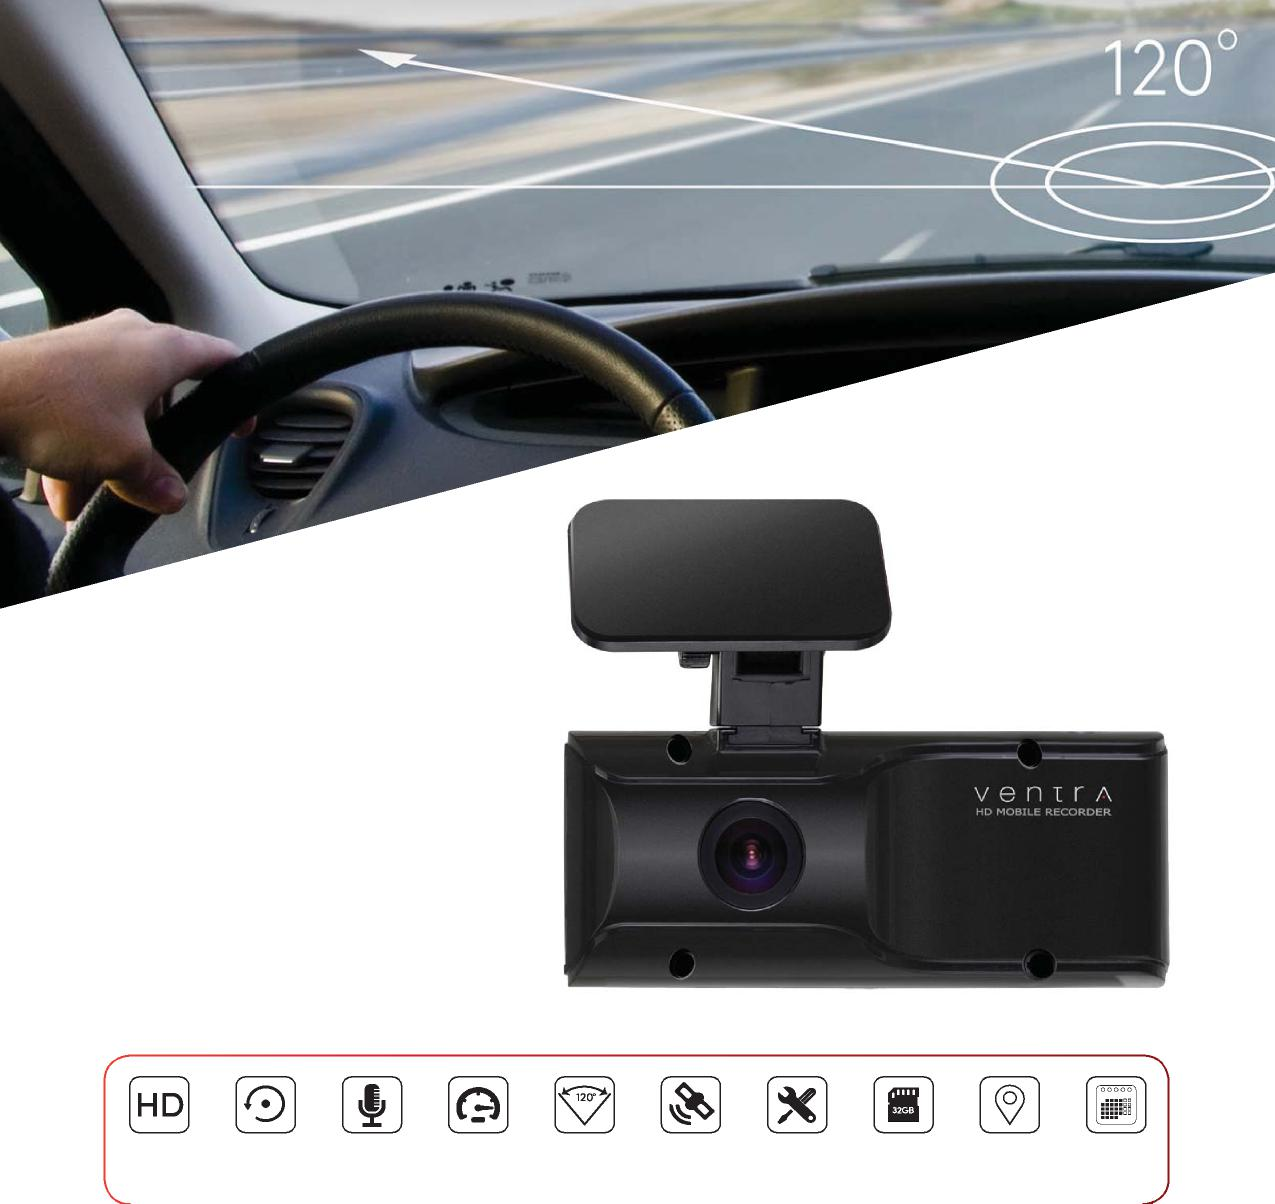 120°
ventrA
HD MOBILE RECORDER
HD
120°
32GB